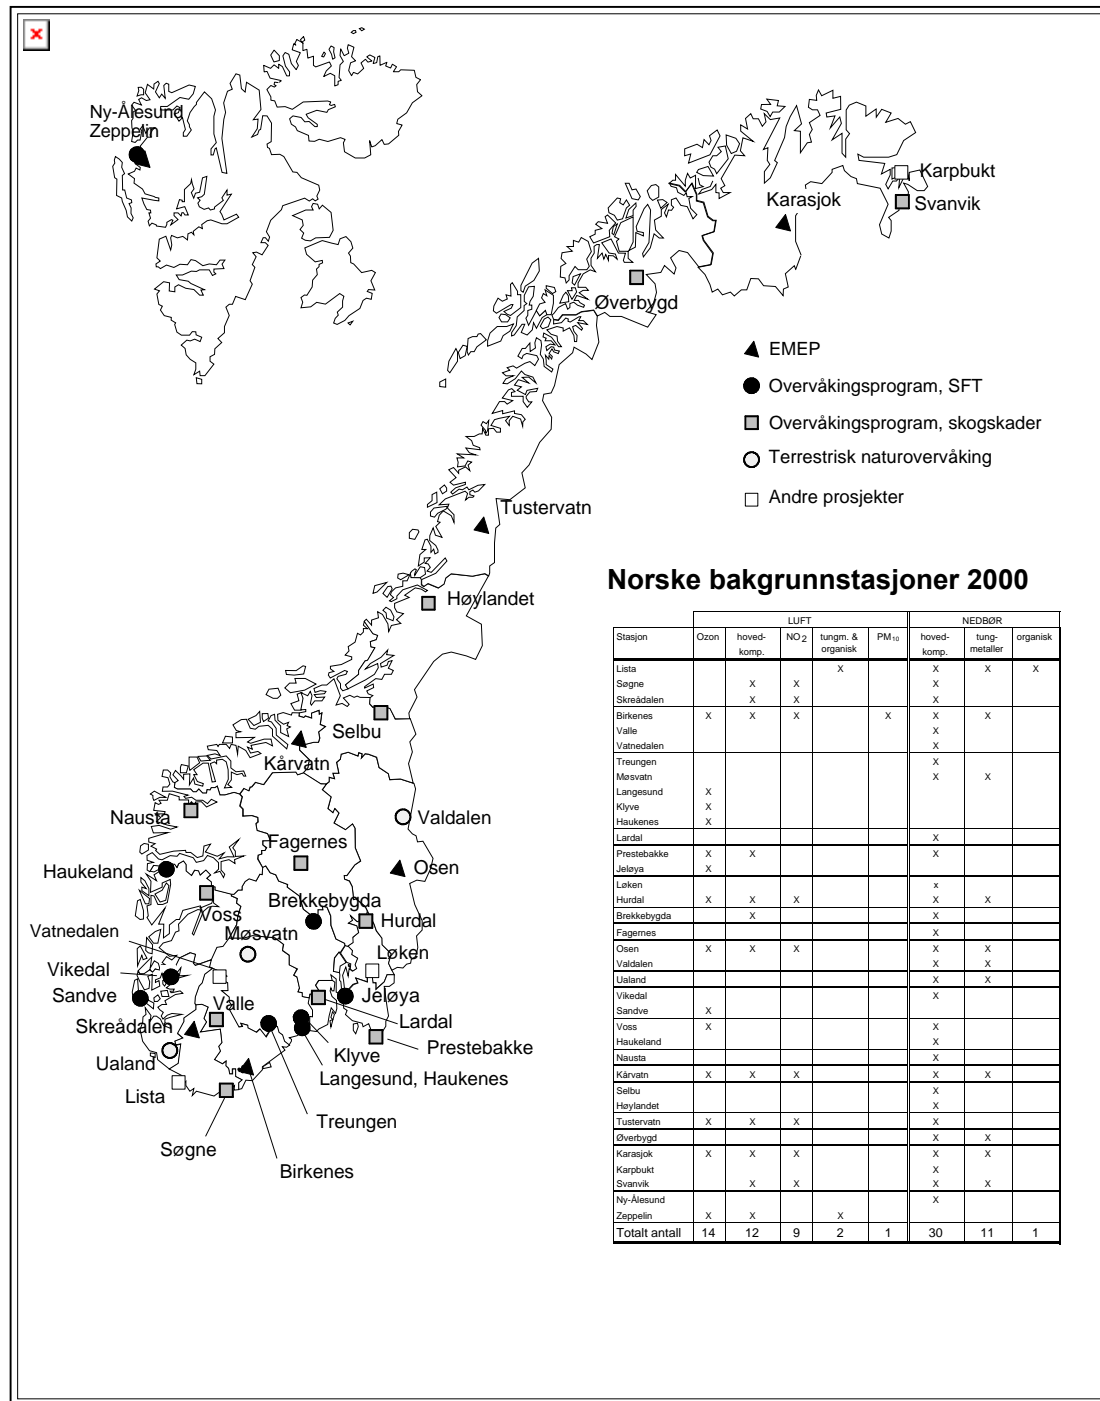 Ny-Ålesund
Zeppelin
Karpbukt
Karasjok
Svanvik
Øverbygd
EMEP
Overvåkingsprogram, SFT
Overvåkingsprogram, skogskader
Terrestrisk naturovervåking
Andre prosjekter
Tustervatn
Høylandet
Selbu
Kårvatn
Nausta
Valdalen
Fagernes
Haukeland
Osen
Brekkebygda
Voss
Hurdal
Vatnedalen
Møsvatn
Løken
Vikedal
Sandve
Jeløya
Valle
Lardal
Skreådalen
Prestebakke
Klyve
Ualand
Langesund, Haukenes
Lista
Treungen
Søgne
Birkenes
Norske bakgrunnstasjoner 2000
LUFT NEDBØR
Stasjon Ozon hoved- NO2 tungm. & PM10 hoved- tung- organisk
komp. organisk komp. metaller
Lista X X X X
Søgne X X X
Skreådalen X X X
Birkenes X X X X X X
Valle X
Vatnedalen X
Treungen X
Møsvatn X X
Langesund X
Klyve X
Haukenes X
Lardal X
Prestebakke X X X
Jeløya X
Løken x
Hurdal X X X X X
Brekkebygda X X
Fagernes X
Osen X X X X X
Valdalen X X
Ualand X X
Vikedal X
Sandve X
Voss X X
Haukeland X
Nausta X
Kårvatn X X X X X
Selbu X
Høylandet X
Tustervatn X X X X
Øverbygd X X
Karasjok X X X X X
Karpbukt X
Svanvik X X X X
Ny-Ålesund X
Zeppelin X X X
Totalt antall 14 12 9 2 1 30 11 1